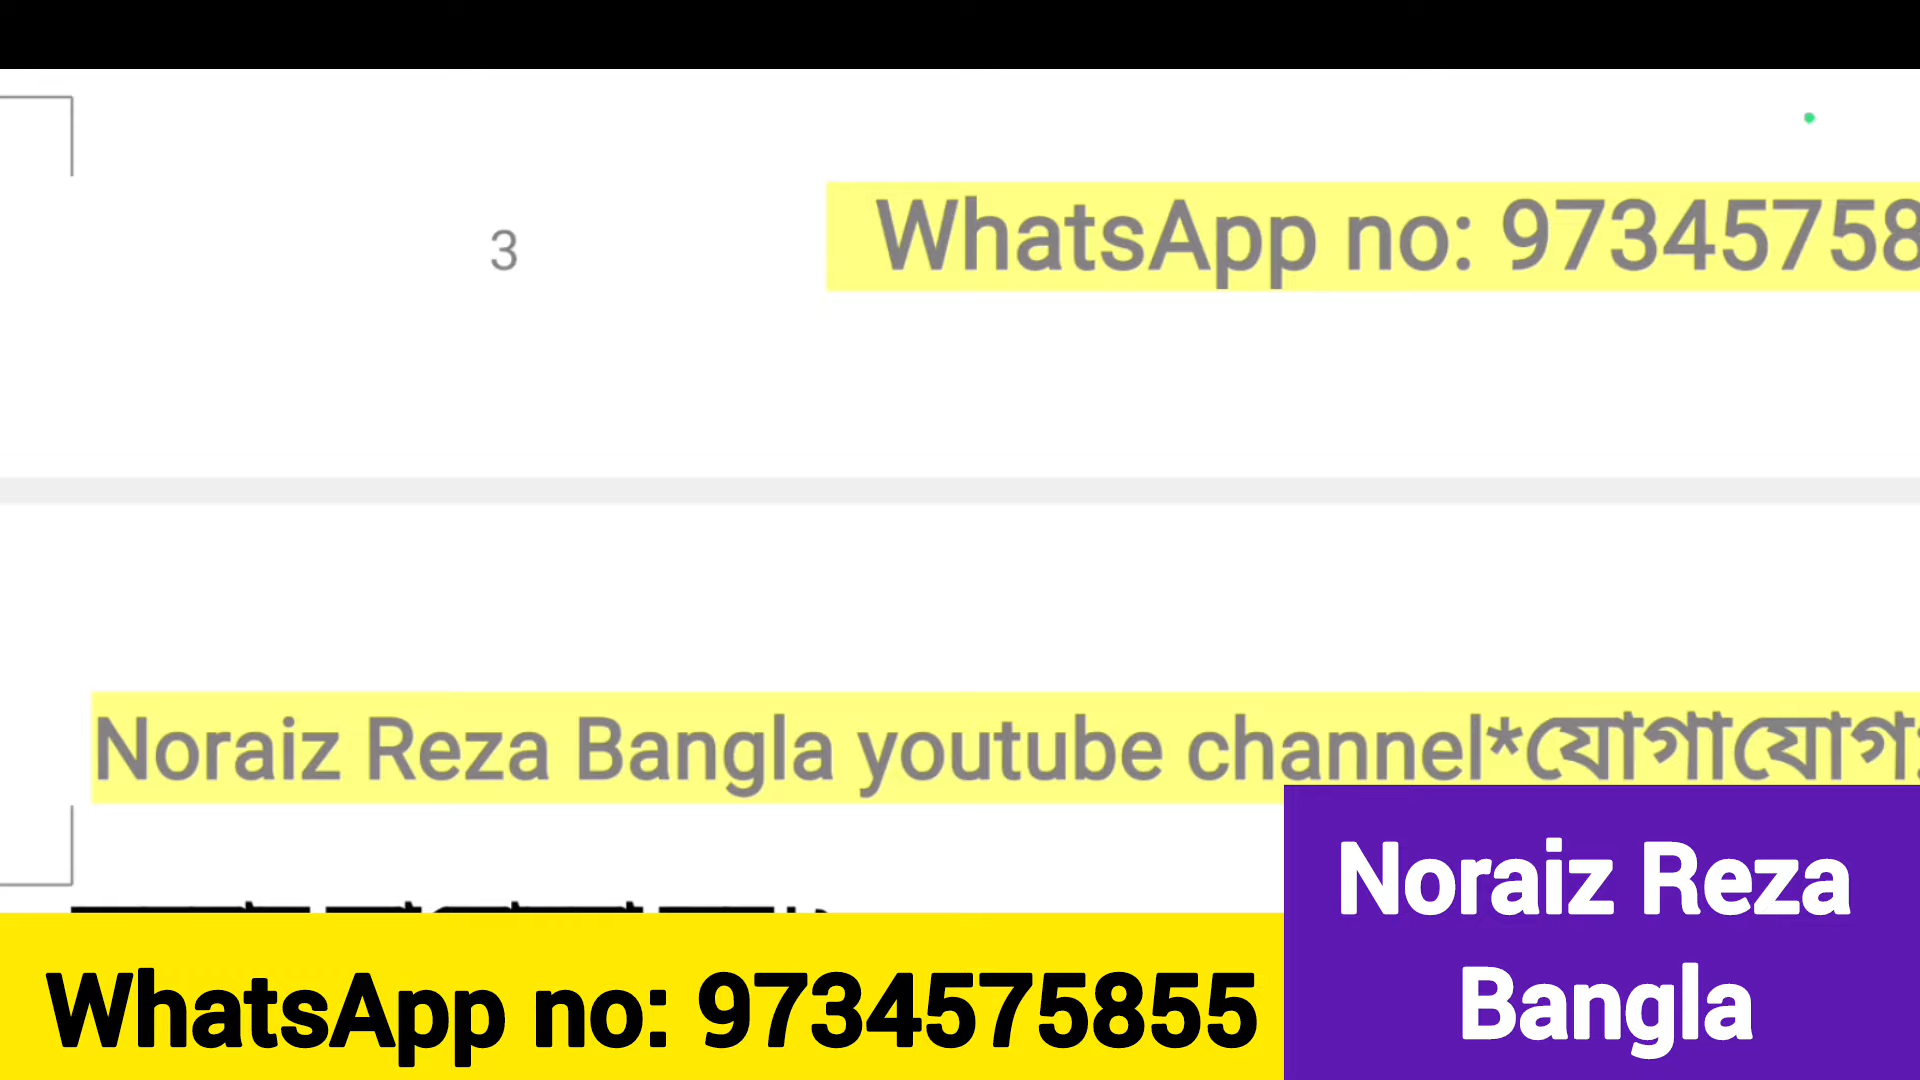 3
WhatsApp no: 97345758
Noraiz Reza Bangla youtube channel*যোগাযোগ
WhatsApp no: 9734575855
Noraiz Reza
Bangla